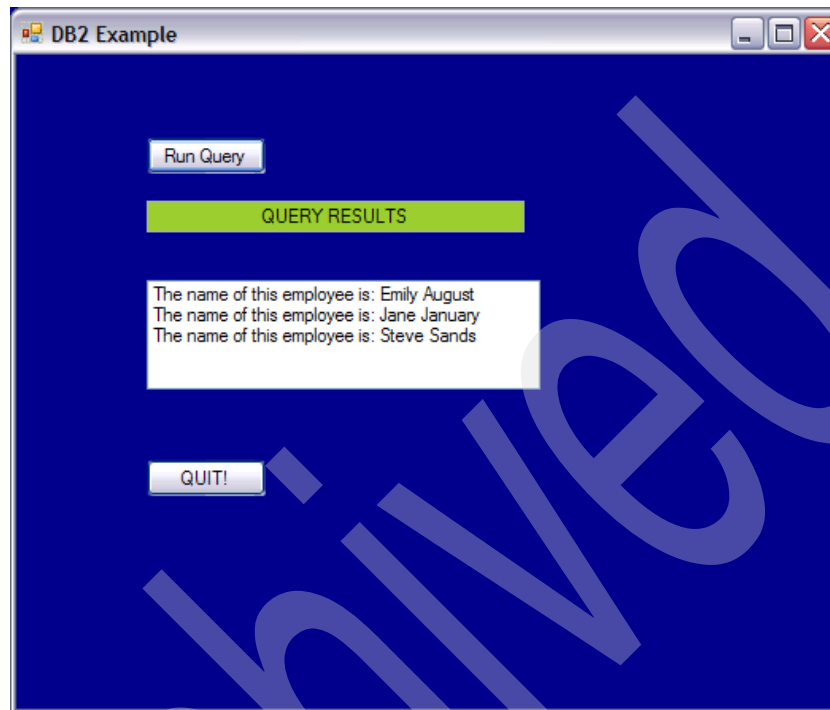 DB2 Example
Run Query
QUERY RESULTS
The name of this employee is: Emily August
The name of this employee is: Jane January
The name of this employee is: Steve Sands
QUIT!
hived